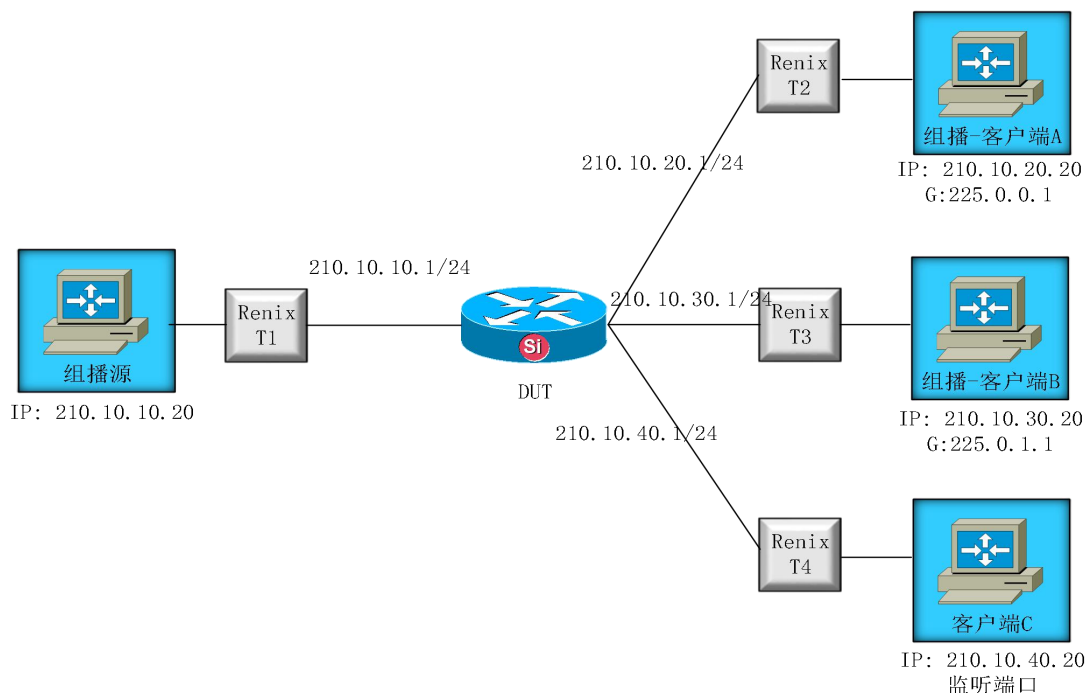 Renix
T2
组播-客户端A
IP: 210.10.20.20
G:225.0.0.1
210.10.20.1/24
组播源
IP: 210.10.10.20
Renix
T1
210.10.10.1/24
Si
DUT
210.10.30.1/24
Renix
T3
组播-客户端B
IP: 210.10.30.20
G:225.0.1.1
210.10.40.1/24
Renix
T4
客户端C
IP: 210.10.40.20
监听端口